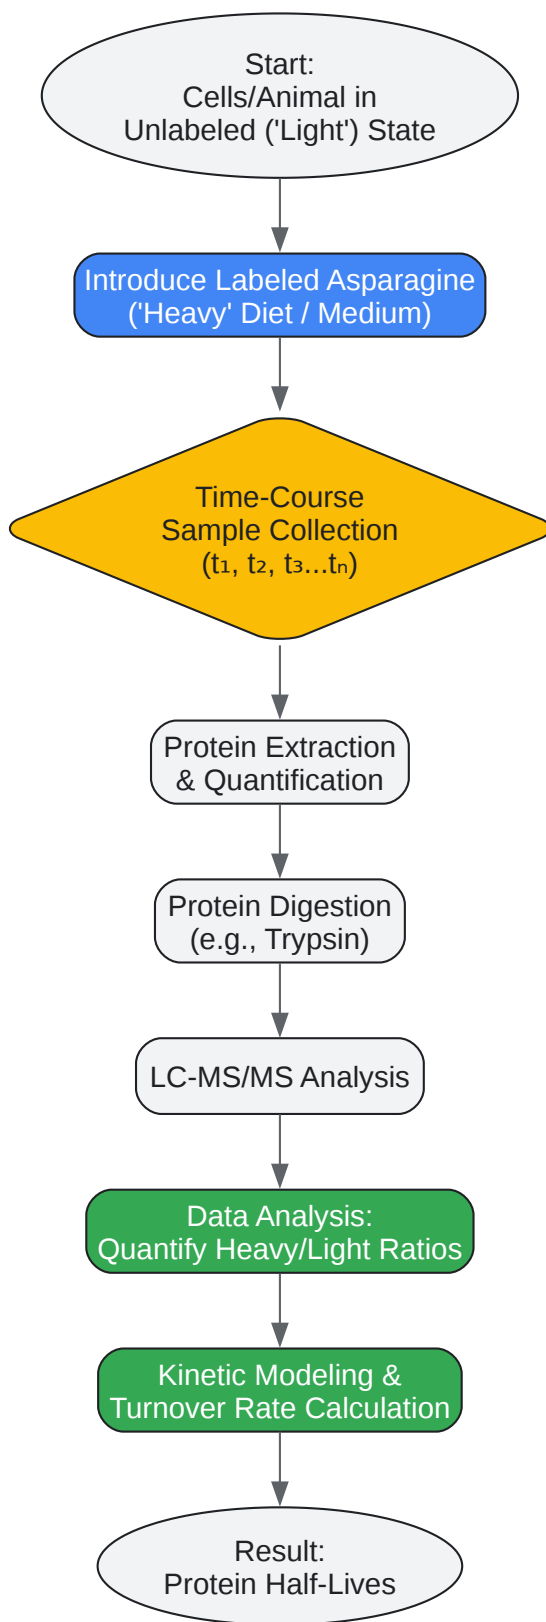 Start:
Cells/Animal in
Unlabeled ('Light') State
Introduce Labeled Asparagine
('Heavy' Diet / Medium)
Time-Course
Sample Collection
(t₁, t₂, t₃...tₙ)
Protein Extraction
& Quantification
Protein Digestion
(e.g., Trypsin)
LC-MS/MS Analysis
Data Analysis:
Quantify Heavy/Light Ratios
Kinetic Modeling &
Turnover Rate Calculation
Result:
Protein Half-Lives